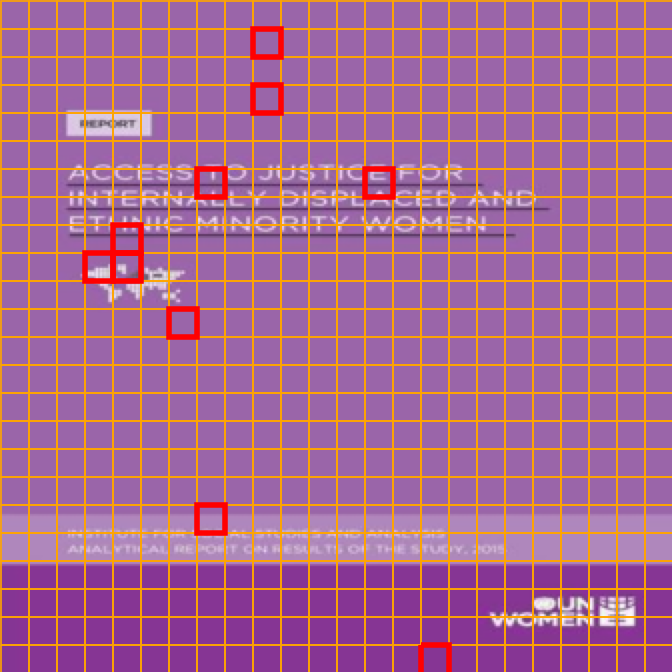 REPORT
ACCESS TO JUSTICE FOR
INTERNALLY DISPLACED AND
ETHNIC MINORITY WOMEN
INSTITUTE FOR SOCIAL STUDIES AND ANALYSIS
ANALYTICAL REPORT ON RESULTS OF THE STUDY, 2015
UN
WOMEN